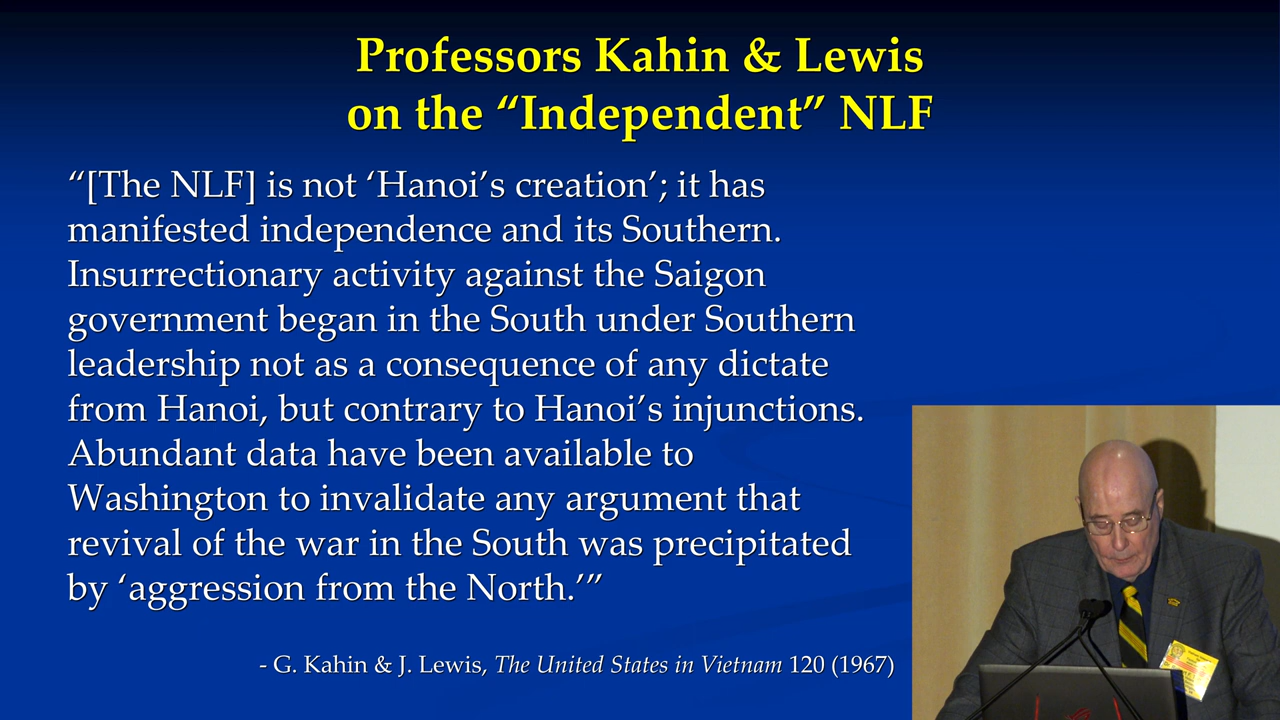 Professors Kahin & Lewis
on the “Independent” NLF
“[The NLF] is not ‘Hanoi’s creation’; it has
manifested independence and its Southern.
Insurrectionary activity against the Saigon
government began in the South under Southern
leadership not as a consequence of any dictate
from Hanoi, but contrary to Hanoi’s injunctions.
Abundant data have been available to
Washington to invalidate any argument that
revival of the war in the South was precipitated
by ‘aggression from the North.’”
- G. Kahin & J. Lewis, The United States in Vietnam 120 (1967)